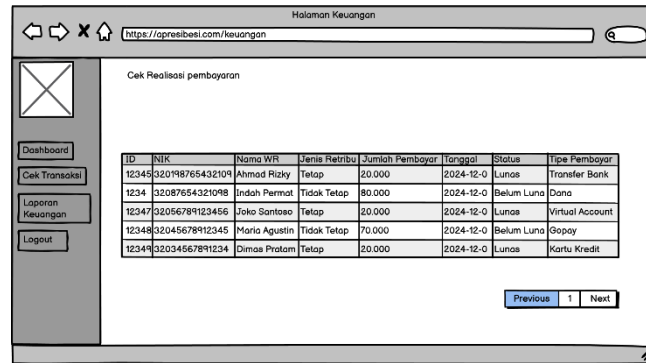 Halaman Keuangan
https://apresibesi.com/keuangan
Cek Realisasi pembayaran
Dashboard
Cek Transaksi
Laporan
Keuangan
Logout
ID NIK Nama WR Jenis Retribu Jumlah Pembayar Tanggal Status Tipe Pembayar
12345 320198765432109 Ahmad Rizky Tetap 20.000 2024-12-0 Lunas Transfer Bank
1234 32087654321098 Indah Permat Tidak Tetap 80.000 2024-12-0 Belum Luna Dana
12347 32056789123456 Joko Santoso Tetap 20.000 2024-12-0 Lunas Virtual Account
12348 32045678912345 Maria Agustin Tidak Tetap 70.000 2024-12-0 Belum Luna Gopay
12349 32034567891234 Dimas Pratam Tetap 20.000 2024-12-0 Lunas Kartu Kredit
Previous 1 Next